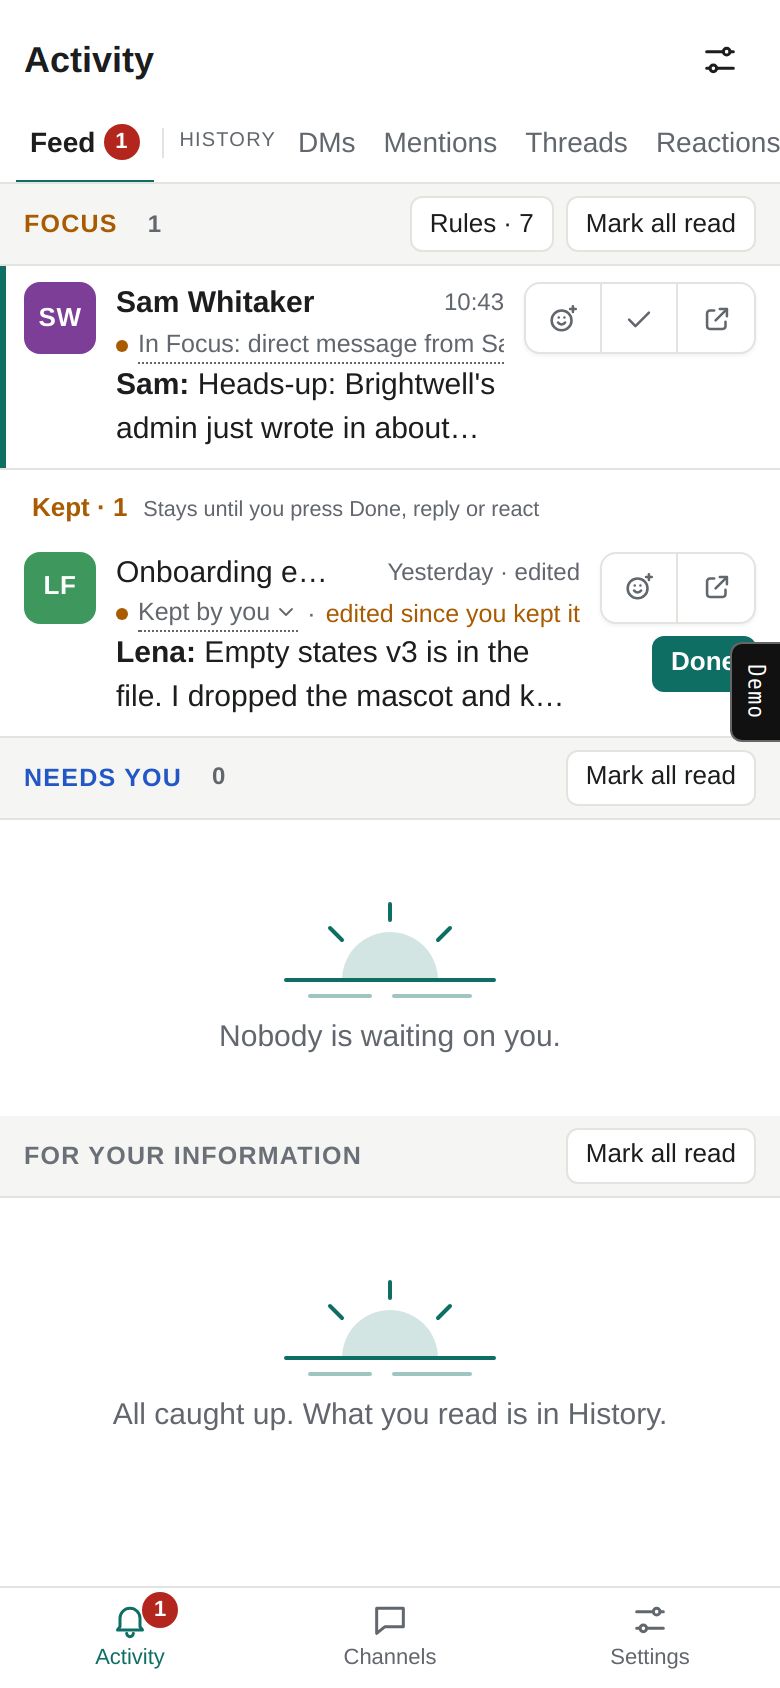 Activity
Feed 1 HISTORY DMs Mentions Threads Reactions
FOCUS 1 Rules · 7 Mark all read
SW Sam Whitaker 10:43
In Focus: direct message from Sa
Sam: Heads-up: Brightwell's
admin just wrote in about…
Kept · 1 Stays until you press Done, reply or react
LF Onboarding e… Yesterday · edited
Kept by you · edited since you kept it
Lena: Empty states v3 is in the
file. I dropped the mascot and k…
Done
Demo
NEEDS YOU 0 Mark all read
Nobody is waiting on you.
FOR YOUR INFORMATION Mark all read
All caught up. What you read is in History.
1
Activity Channels Settings